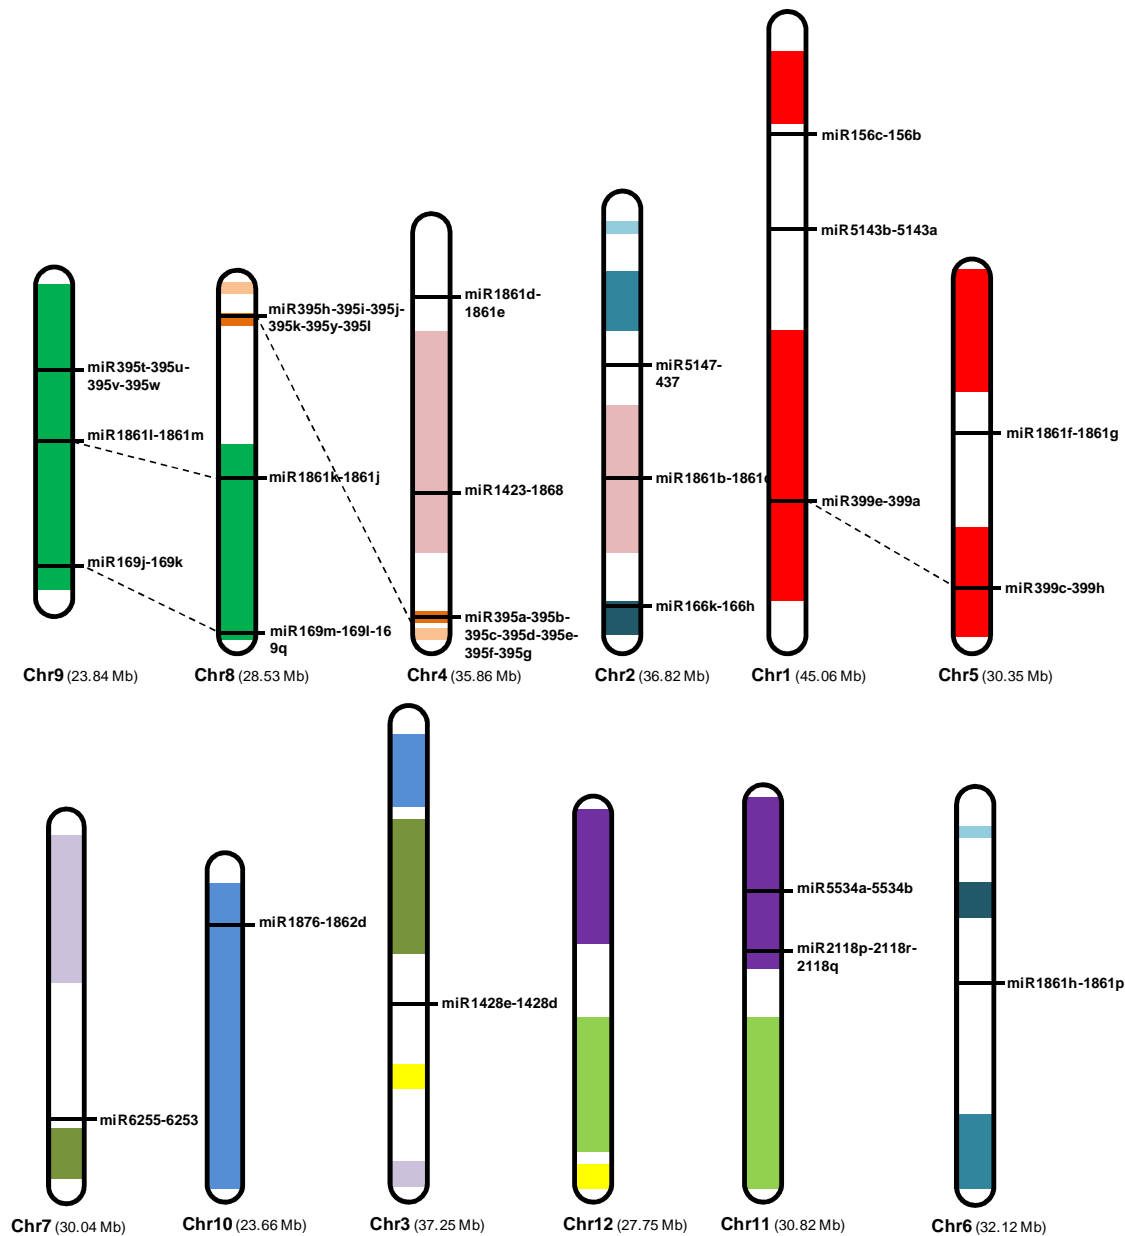 miR156c-156b
miR5143b-5143a
miR1861d-
1861e
miR395h-395i-395j-
395k-395y-395l
miR5147-
437
miR395t-395u-
395v-395w
miR1861l-1861m
miR1861f-1861g
miR1861k-1861j
miR1423-1868
miR1861b-1861c
miR399e-399a
miR169j-169k
miR399c-399h
miR166k-166h
miR169m-169l-16
9q
miR395a-395b-
395c-395d-395e-
395f-395g
Chr9 (23.84 Mb)
Chr8 (28.53 Mb)
Chr4 (35.86 Mb)
Chr2 (36.82 Mb)
Chr1 (45.06 Mb)
Chr5 (30.35 Mb)
miR5534a-5534b
miR1876-1862d
miR2118p-2118r-
2118q
miR1428e-1428d
miR1861h-1861p
miR6255-6253
Chr7 (30.04 Mb)
Chr10 (23.66 Mb)
Chr3 (37.25 Mb)
Chr12 (27.75 Mb)
Chr11 (30.82 Mb)
Chr6 (32.12 Mb)